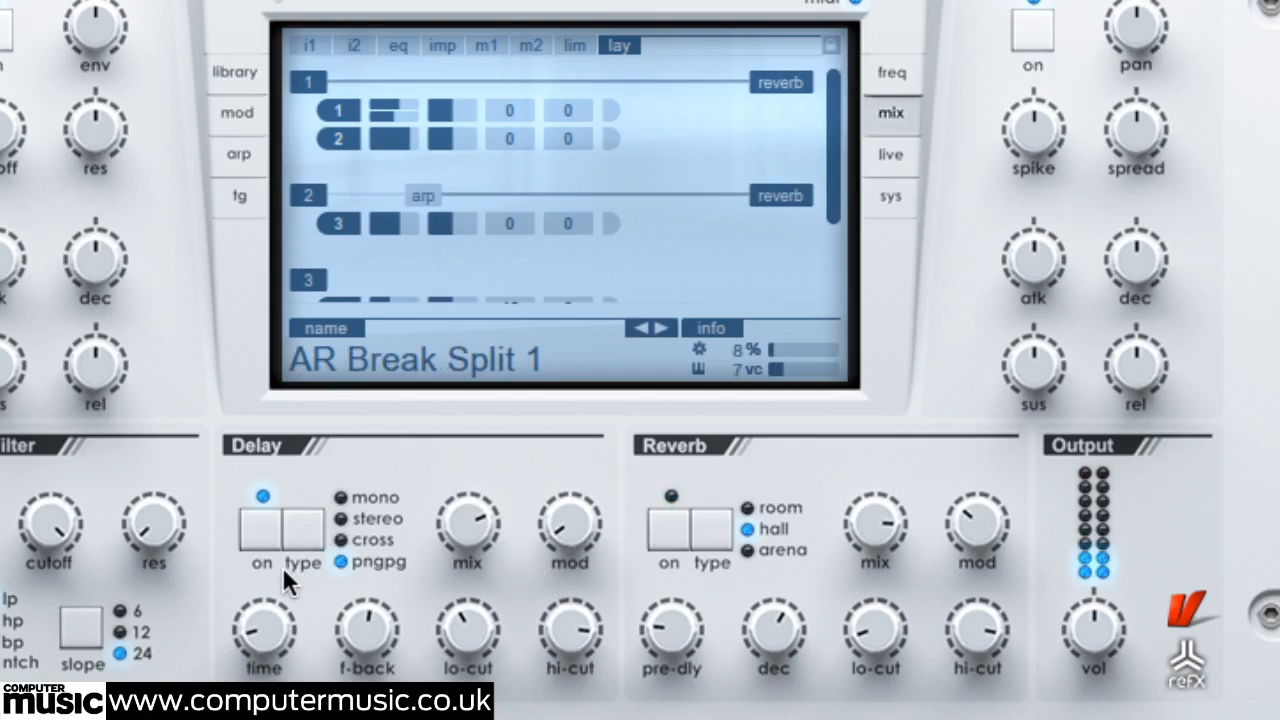 midi
env
on
pan
i1 i2 eq imp m1 m2 lim lay
library
mod
arp
tg
freq
mix
live
sys
1 reverb
1 0 0
2 0 0
2 arp reverb
3 0 0
3
name info
AR Break Split 1
8 %
7 vc
res
spike spread
dec
atk dec
rel
sus rel
Delay
Reverb
Output
cutoff res
lp
hp
bp
ntch
slope
6
12
24
on type
mono
stereo
cross
pngpg
mix mod
time f-back lo-cut hi-cut
on type
room
hall
arena
mix mod
pre-dly dec lo-cut hi-cut
vol
reFX
COMPUTER
music
www.computermusic.co.uk